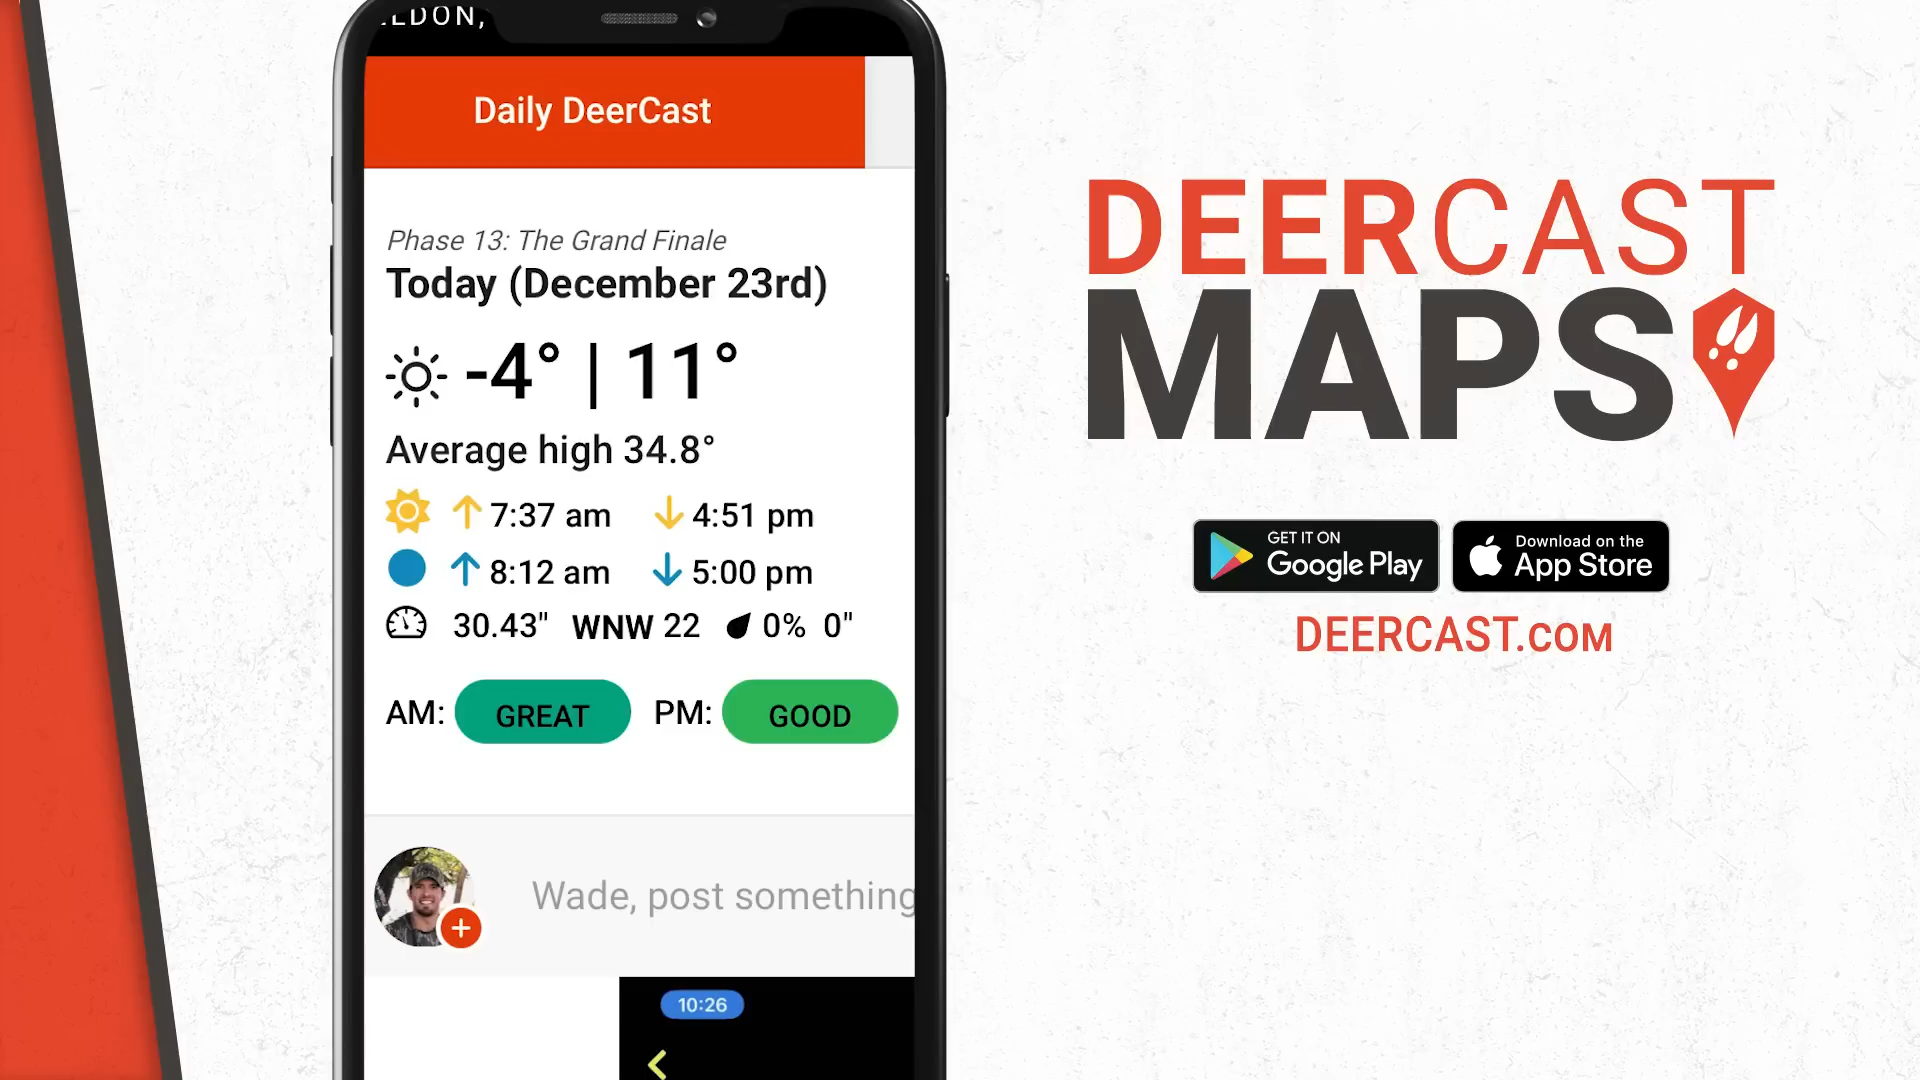 Daily DeerCast
Phase 13: The Grand Finale
Today (December 23rd)
-4° | 11°
Average high 34.8°
7:37 am 4:51 pm
8:12 am 5:00 pm
30.43" WNW 22 0% 0"
AM: GREAT PM: GOOD
Wade, post something
10:26
DEERCAST
MAPS
GET IT ON
Google Play
Download on the
App Store
DEERCAST.COM